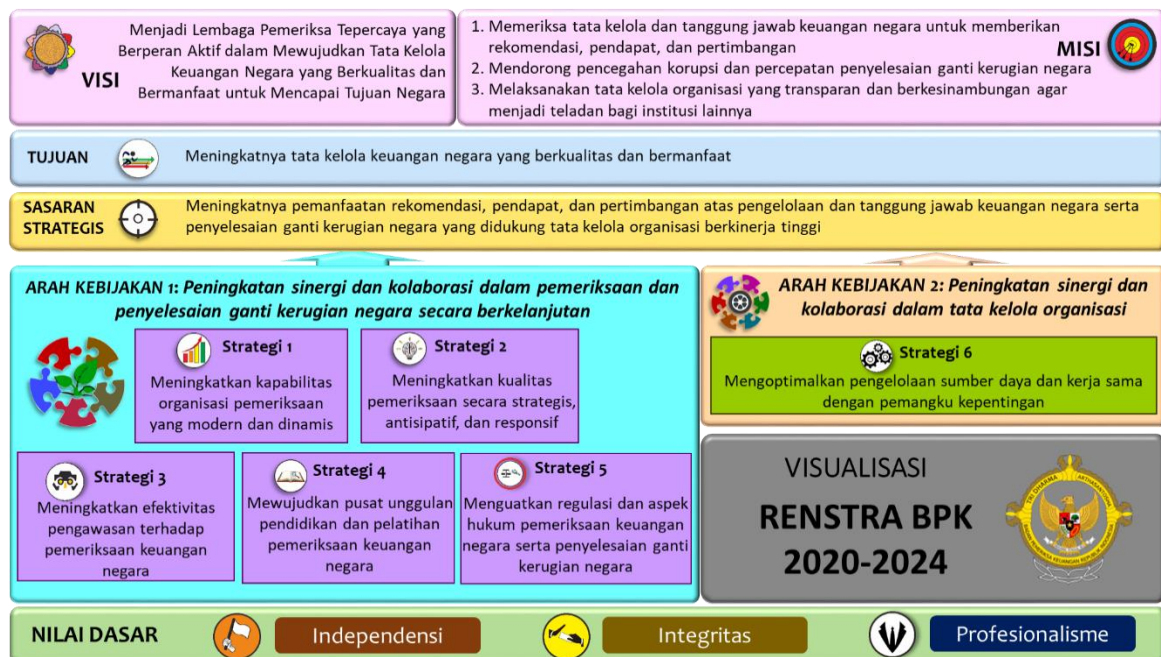 VISI
Menjadi Lembaga Pemeriksa Tepercaya yang
Berperan Aktif dalam Mewujudkan Tata Kelola
Keuangan Negara yang Berkualitas dan
Bermanfaat untuk Mencapai Tujuan Negara
MISI
1. Memeriksa tata kelola dan tanggung jawab keuangan negara untuk memberikan
rekomendasi, pendapat, dan pertimbangan
2. Mendorong pencegahan korupsi dan percepatan penyelesaian ganti kerugian negara
3. Melaksanakan tata kelola organisasi yang transparan dan berkesinambungan agar
menjadi teladan bagi institusi lainnya
TUJUAN
Meningkatnya tata kelola keuangan negara yang berkualitas dan bermanfaat
SASARAN
STRATEGIS
Meningkatnya pemanfaatan rekomendasi, pendapat, dan pertimbangan atas pengelolaan dan tanggung jawab keuangan negara serta
penyelesaian ganti kerugian negara yang didukung tata kelola organisasi berkinerja tinggi
ARAH KEBIJAKAN 1: Peningkatan sinergi dan kolaborasi dalam pemeriksaan dan
penyelesaian ganti kerugian negara secara berkelanjutan
Strategi 1
Meningkatkan kapabilitas
organisasi pemeriksaan
yang modern dan dinamis
Strategi 2
Meningkatkan kualitas
pemeriksaan secara strategis,
antisipatif, dan responsif
Strategi 3
Meningkatkan efektivitas
pengawasan terhadap
pemeriksaan keuangan
negara
Strategi 4
Mewujudkan pusat unggulan
pendidikan dan pelatihan
pemeriksaan keuangan
negara
Strategi 5
Menguatkan regulasi dan aspek
hukum pemeriksaan keuangan
negara serta penyelesaian ganti
kerugian negara
ARAH KEBIJAKAN 2: Peningkatan sinergi dan
kolaborasi dalam tata kelola organisasi
Strategi 6
Mengoptimalkan pengelolaan sumber daya dan kerja sama
dengan pemangku kepentingan
VISUALISASI
RENSTRA BPK
2020-2024
TRI DHARMA
NILAI DASAR
Independensi
Integritas
Profesionalisme